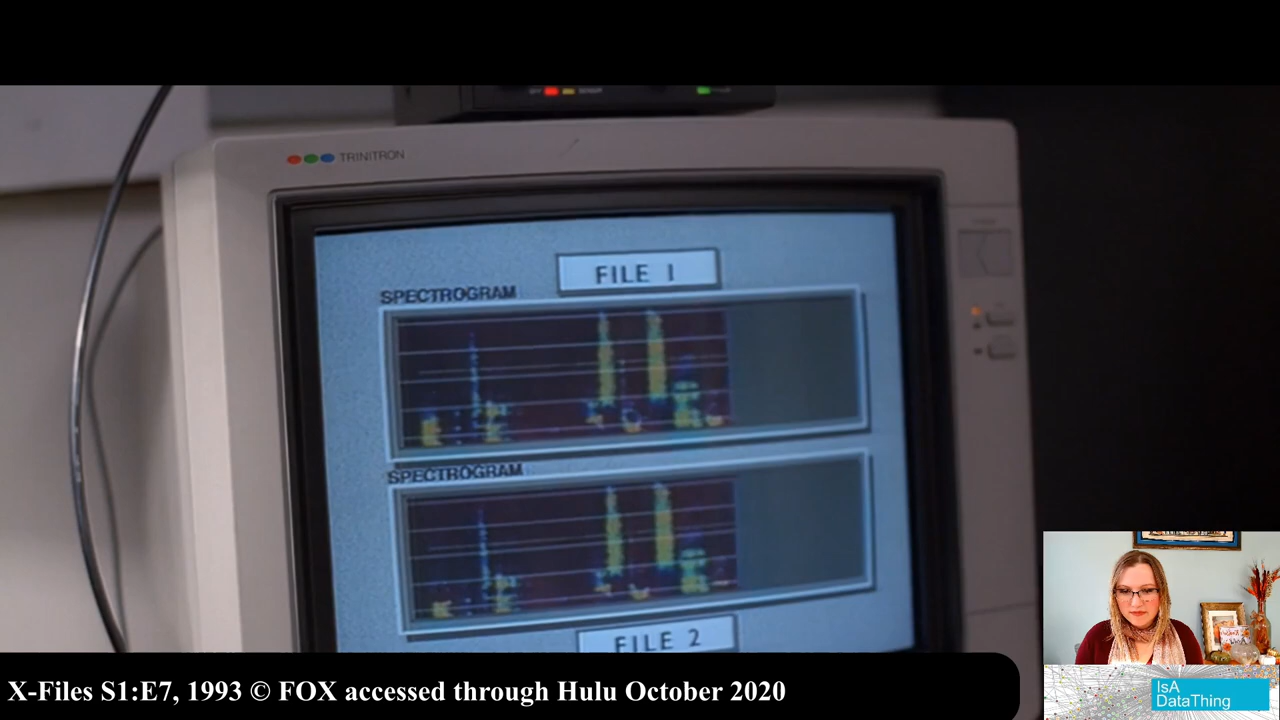 TRINITRON
FILE 1
SPECTROGRAM
SPECTROGRAM
FILE 2
X-Files S1:E7, 1993 © FOX accessed through Hulu October 2020
IsA
DataThing